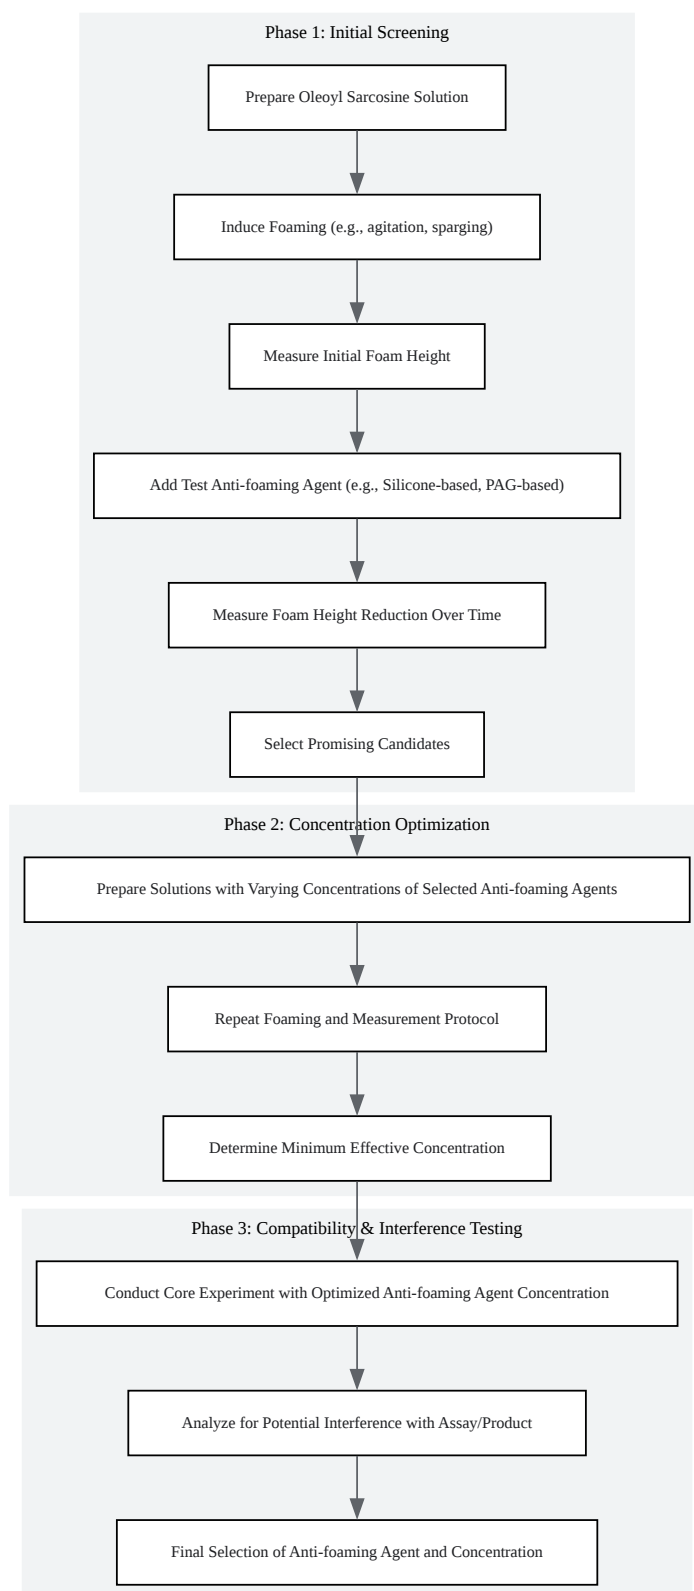 Phase 1: Initial Screening
Prepare Oleoyl Sarcosine Solution
Induce Foaming (e.g., agitation, sparging)
Measure Initial Foam Height
Add Test Anti-foaming Agent (e.g., Silicone-based, PAG-based)
Measure Foam Height Reduction Over Time
Select Promising Candidates
Phase 2: Concentration Optimization
Prepare Solutions with Varying Concentrations of Selected Anti-foaming Agents
Repeat Foaming and Measurement Protocol
Determine Minimum Effective Concentration
Phase 3: Compatibility & Interference Testing
Conduct Core Experiment with Optimized Anti-foaming Agent Concentration
Analyze for Potential Interference with Assay/Product
Final Selection of Anti-foaming Agent and Concentration